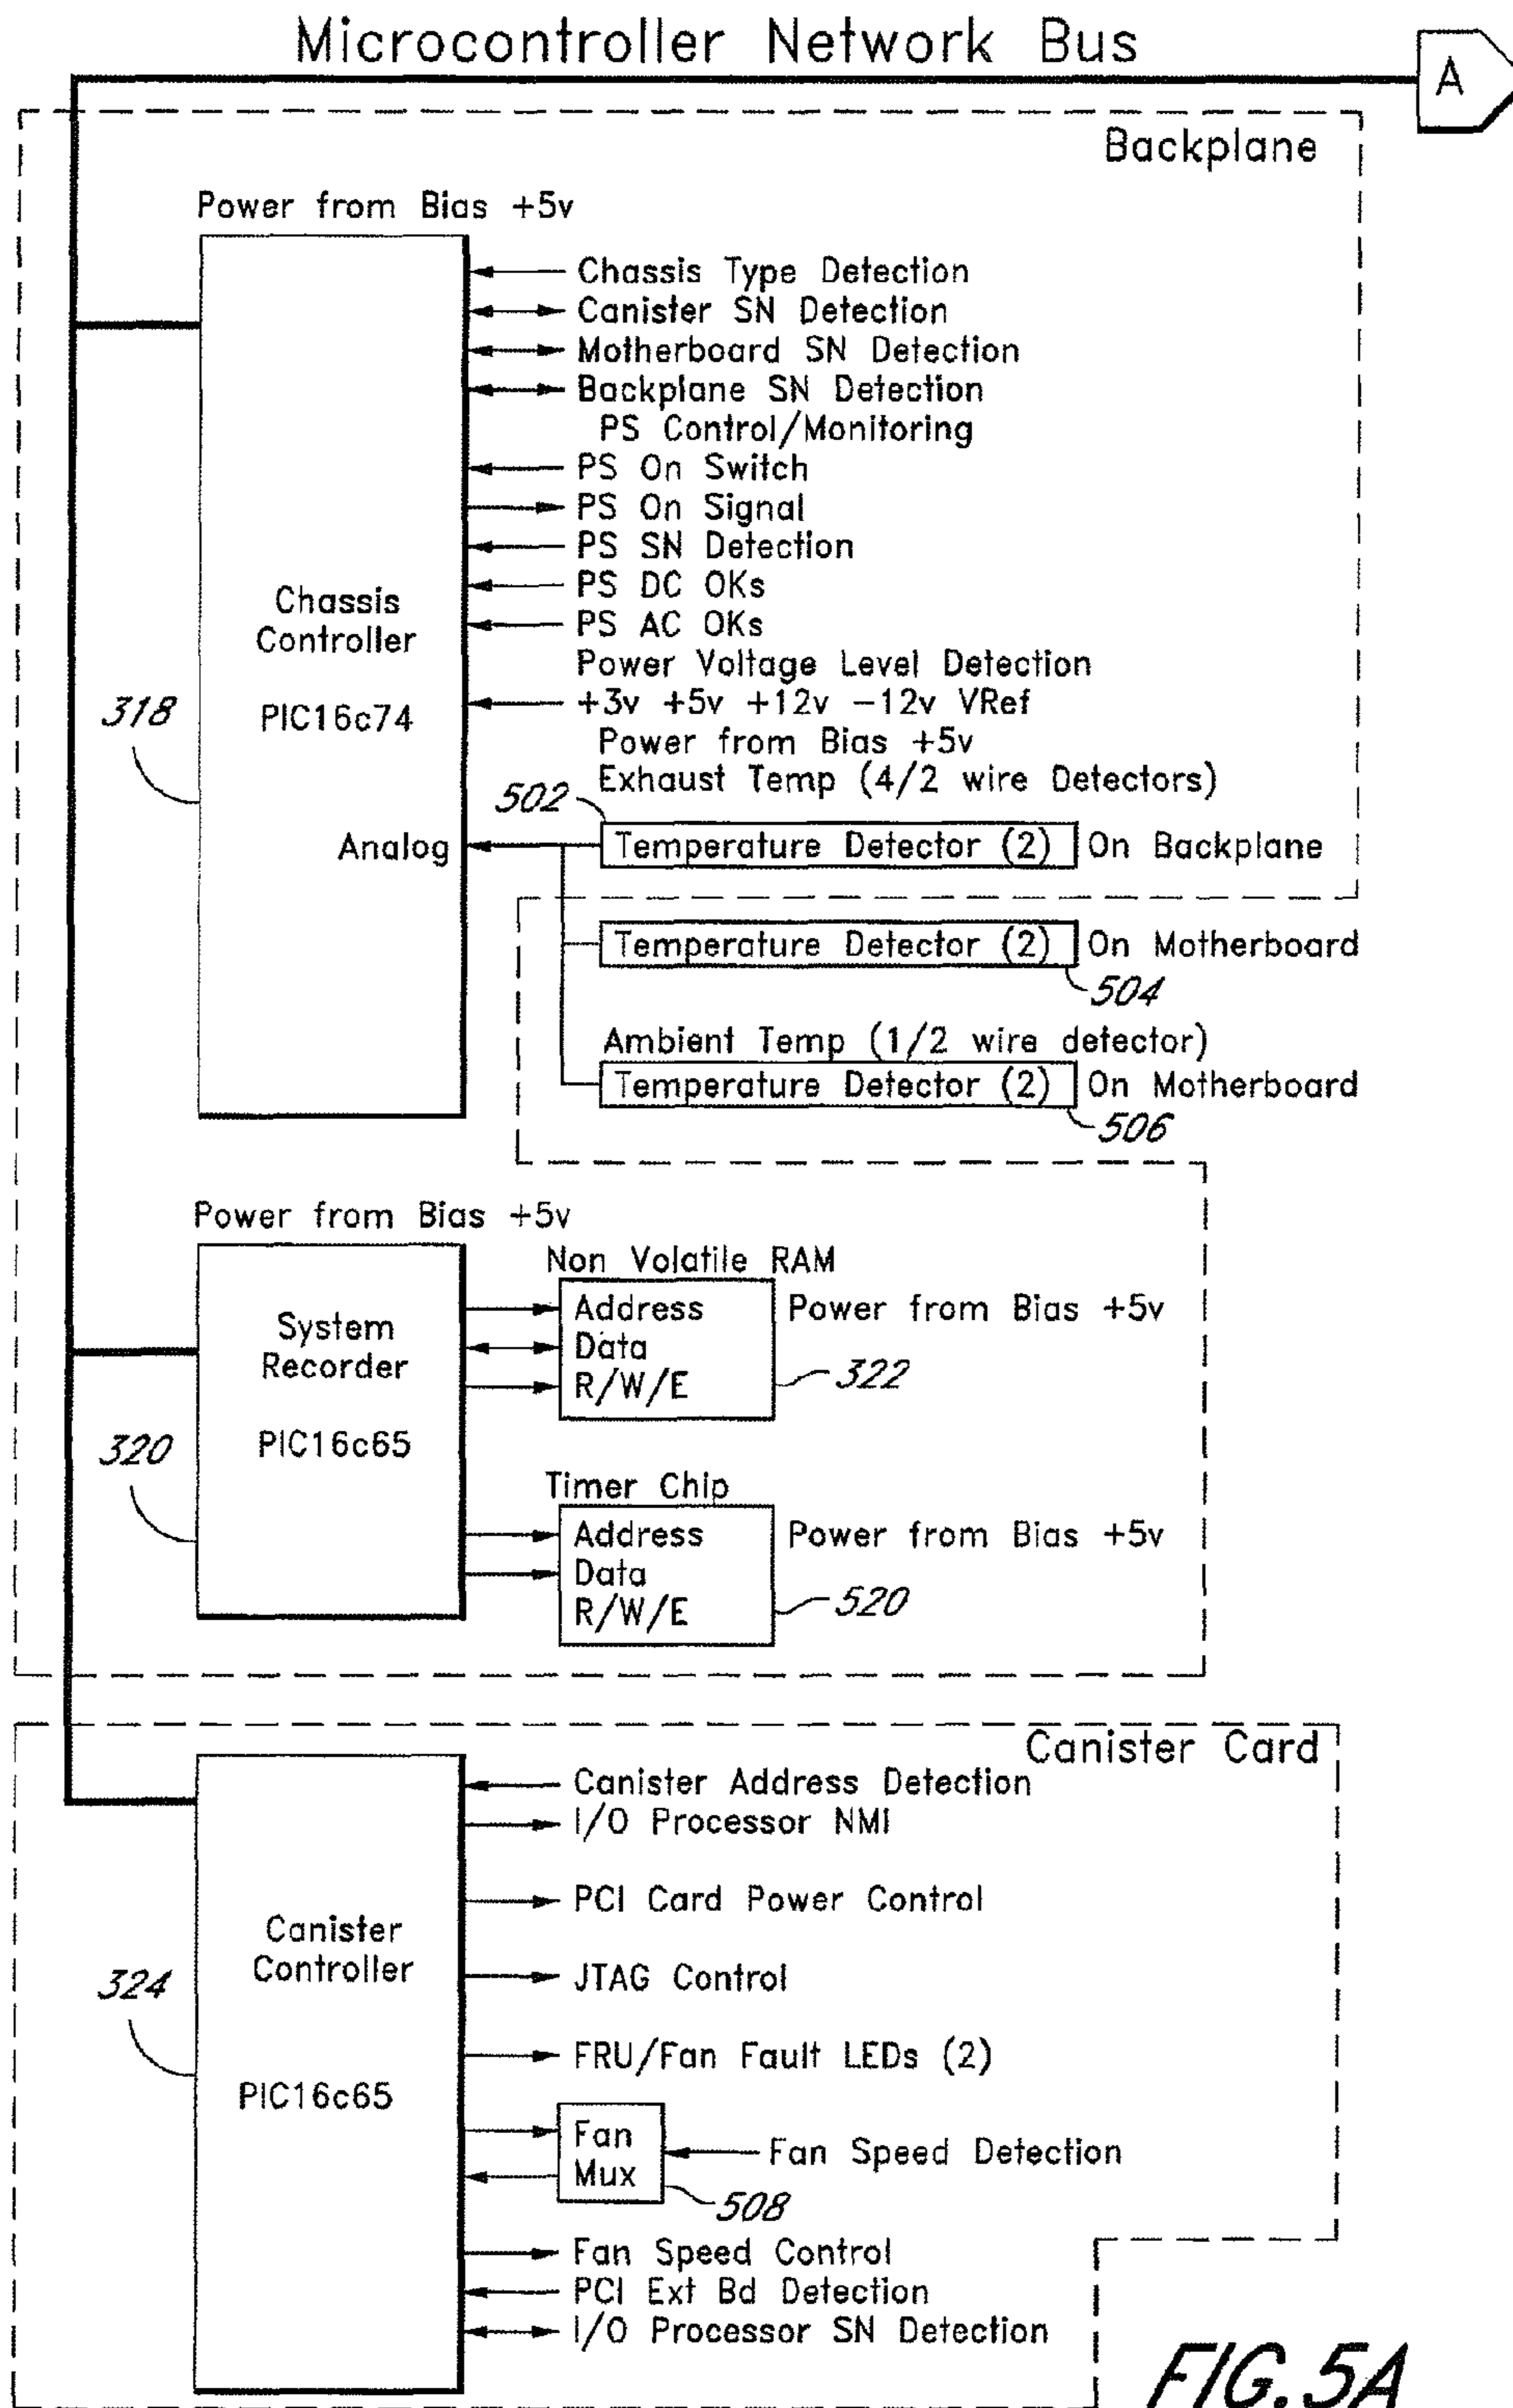 Microcontroller Network Bus
A
Backplane
Power from Bias +5v
Chassis Type Detection
Canister SN Detection
Motherboard SN Detection
Backplane SN Detection
PS Control/Monitoring
PS On Switch
PS On Signal
PS SN Detection
PS DC OKs
PS AC OKs
Chassis
Controller
PIC16c74
318
Power Voltage Level Detection
+3v +5v +12v -12v VRef
Power from Bias +5v
Exhaust Temp (4/2 wire Detectors)
502
Analog
Temperature Detector (2) On Backplane
Temperature Detector (2) On Motherboard
504
Ambient Temp (1/2 wire detector)
Temperature Detector (2) On Motherboard
506
Power from Bias +5v
System
Recorder
PIC16c65
320
Non Volatile RAM
Address
Data
R/W/E
Power from Bias +5v
322
Timer Chip
Address
Data
R/W/E
Power from Bias +5v
520
Canister Card
Canister Address Detection
I/O Processor NMI
PCI Card Power Control
Canister
Controller
PIC16c65
324
JTAG Control
FRU/Fan Fault LEDs (2)
Fan
Mux
Fan Speed Detection
508
Fan Speed Control
PCI Ext Bd Detection
I/O Processor SN Detection
FIG. 5A